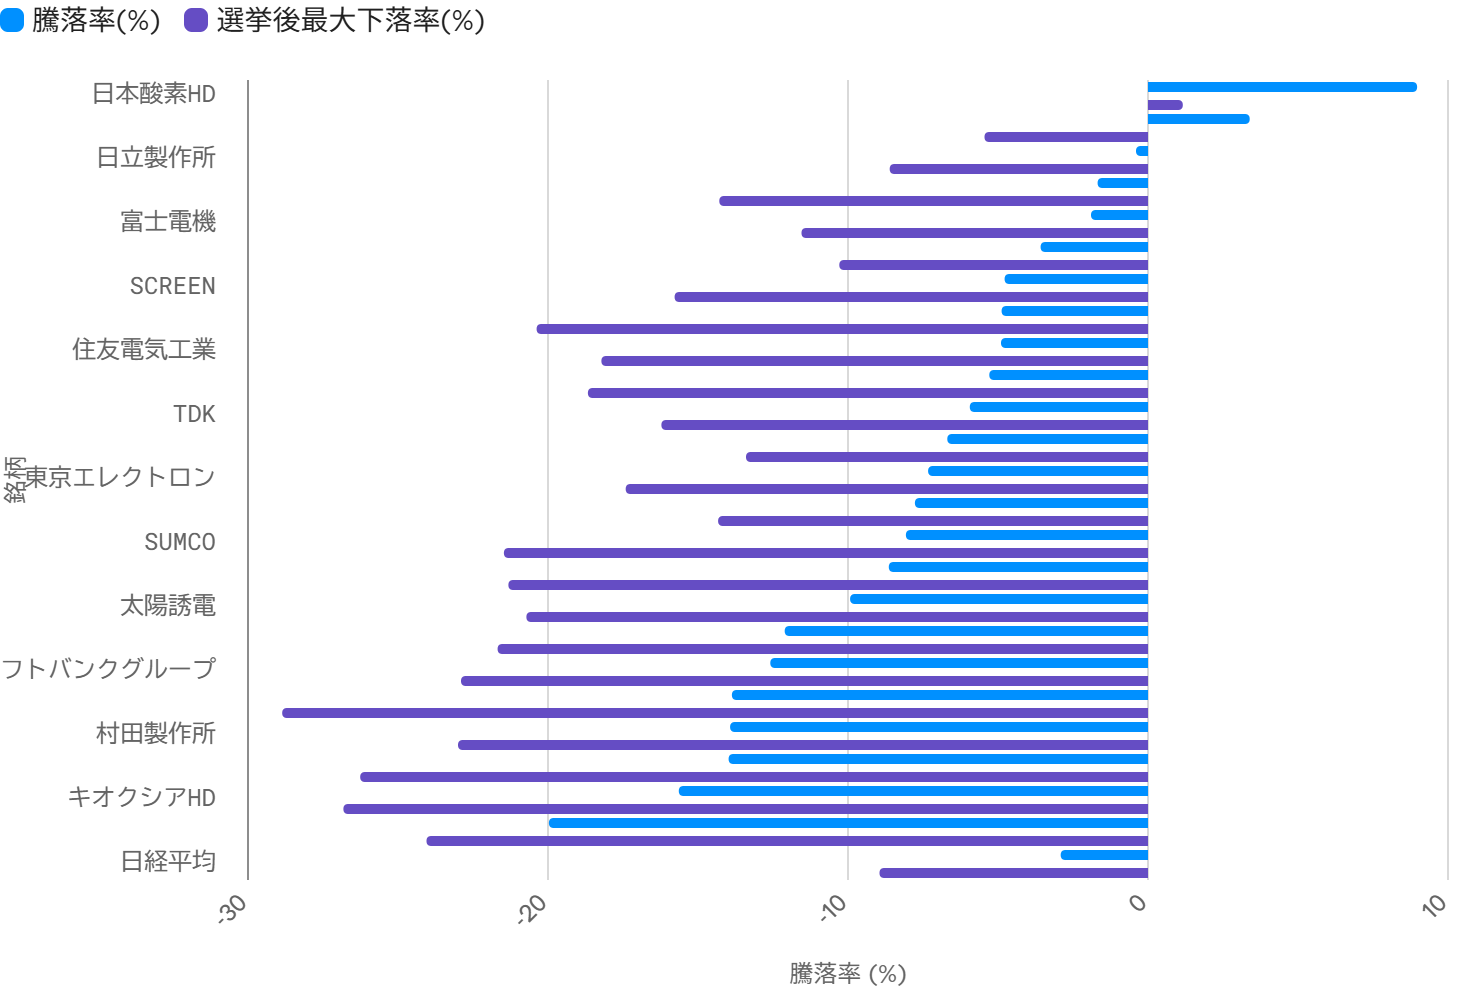 騰落率(%) 選挙後最大下落率(%)
日本酸素HD
日立製作所
富士電機
SCREEN
住友電気工業
TDK
東京エレクトロン
SUMCO
太陽誘電
フトバンクグループ
村田製作所
キオクシアHD
日経平均
銘柄
-30 -20 -10 0 10
騰落率 (%)